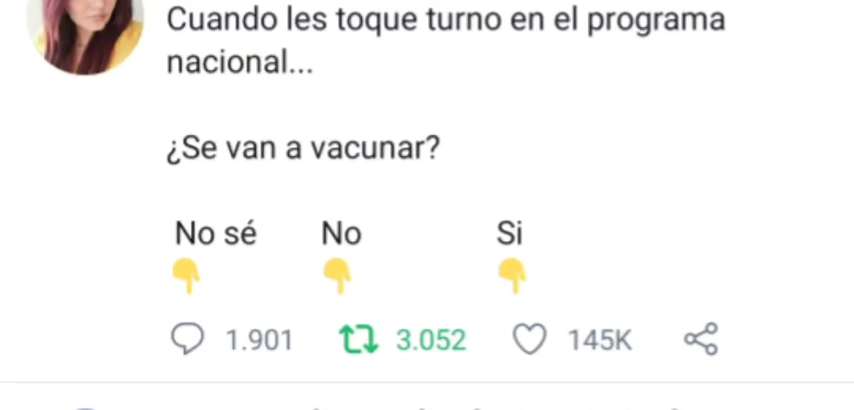 Cuando les toque turno en el programa
nacional...
¿Se van a vacunar?
No sé No Si
1.901 3.052 145K